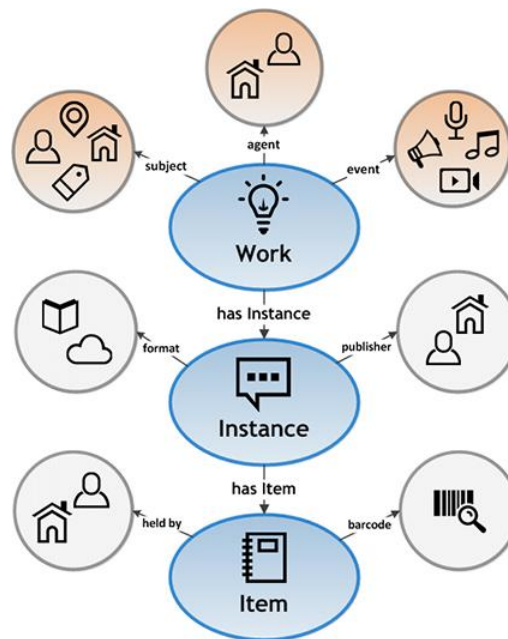 agent
subject
event
Work
has Instance
format
publisher
Instance
has Item
held by
barcode
Item